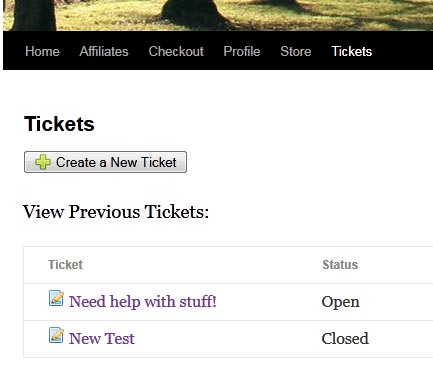 Home Affiliates Checkout Profile Store Tickets
Tickets
Create a New Ticket
View Previous Tickets:
Ticket Status
Need help with stuff! Open
New Test Closed